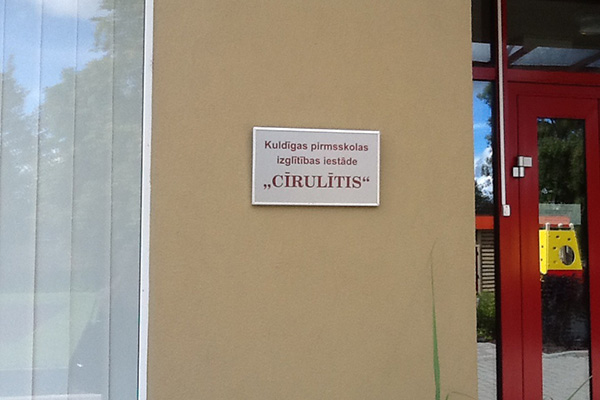 Kuldīgas pirmsskolas
izglītības iestāde
„CĪRULĪTIS“